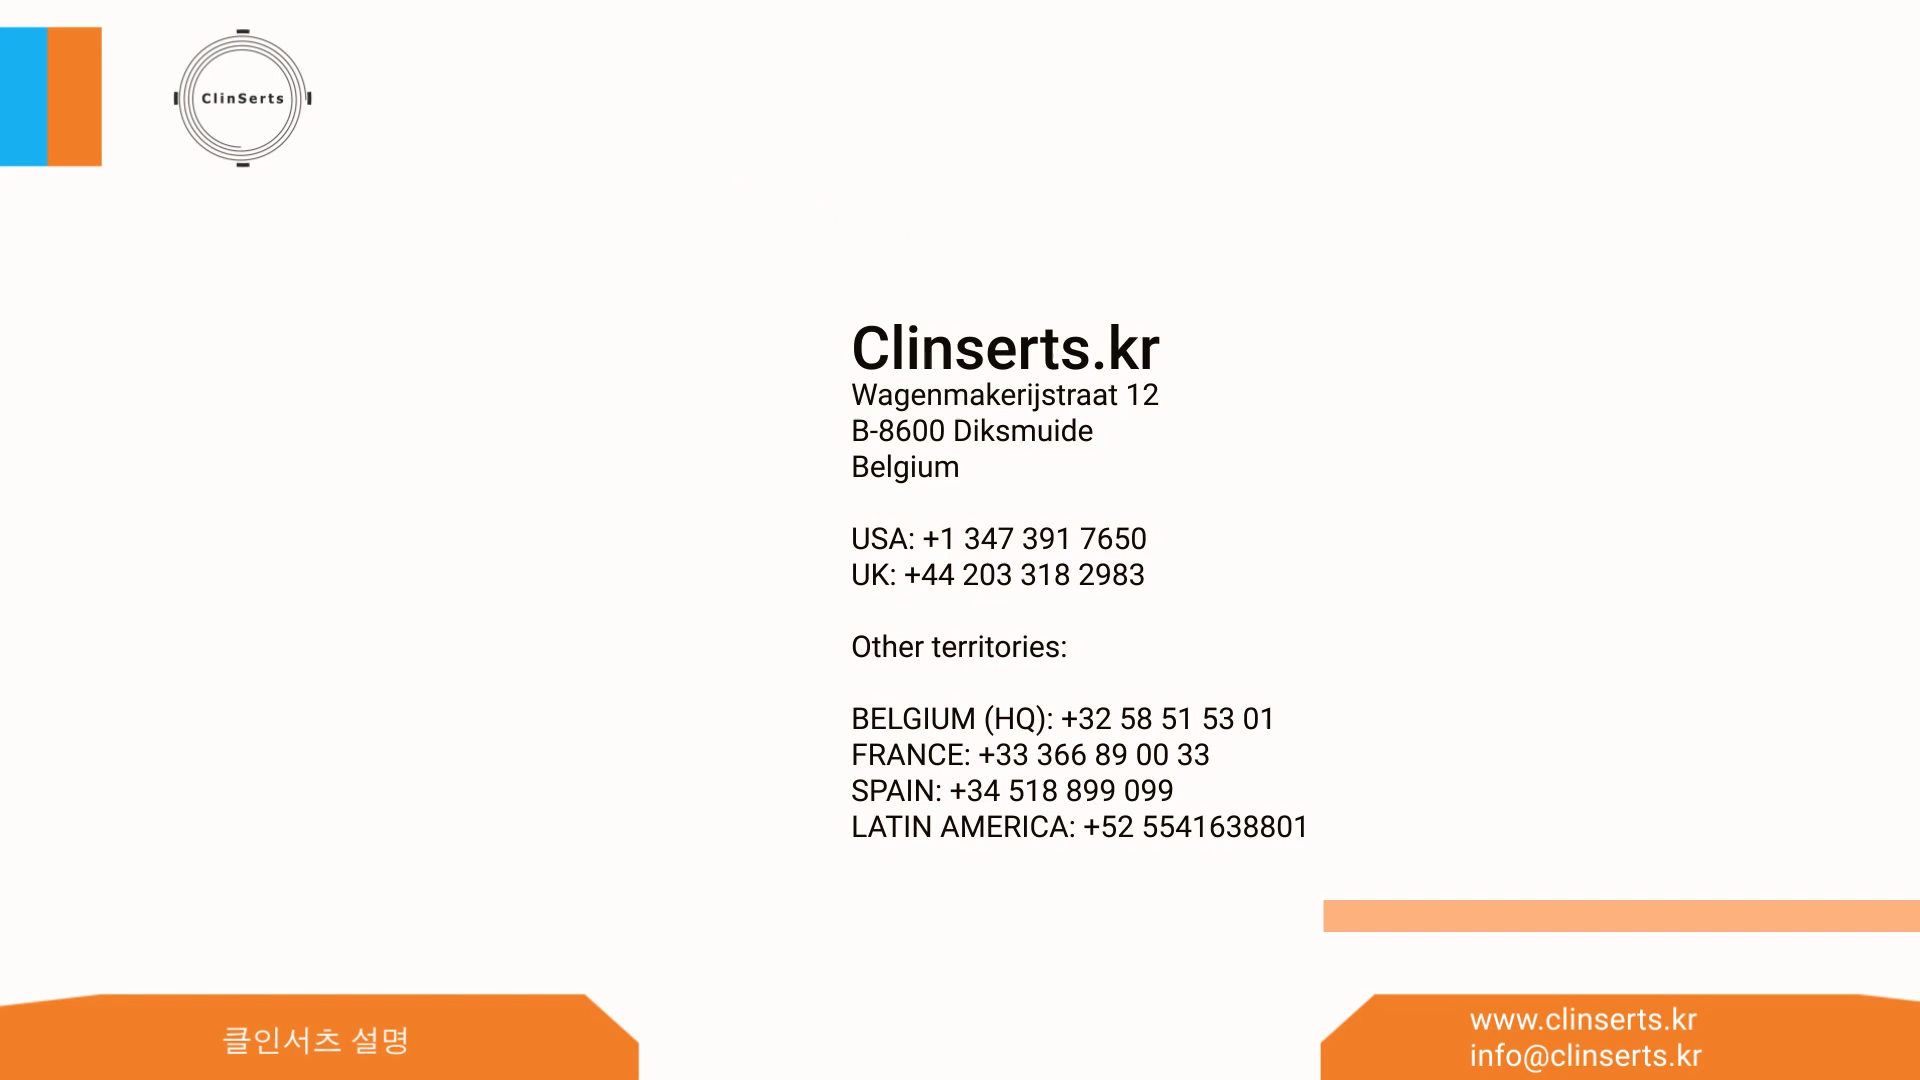 ClinSerts
Clinserts.kr
Wagenmakerijstraat 12
B-8600 Diksmuide
Belgium
USA: +1 347 391 7650
UK: +44 203 318 2983
Other territories:
BELGIUM (HQ): +32 58 51 53 01
FRANCE: +33 366 89 00 33
SPAIN: +34 518 899 099
LATIN AMERICA: +52 5541638801
클인서츠 설명
www.clinserts.kr
info@clinserts.kr